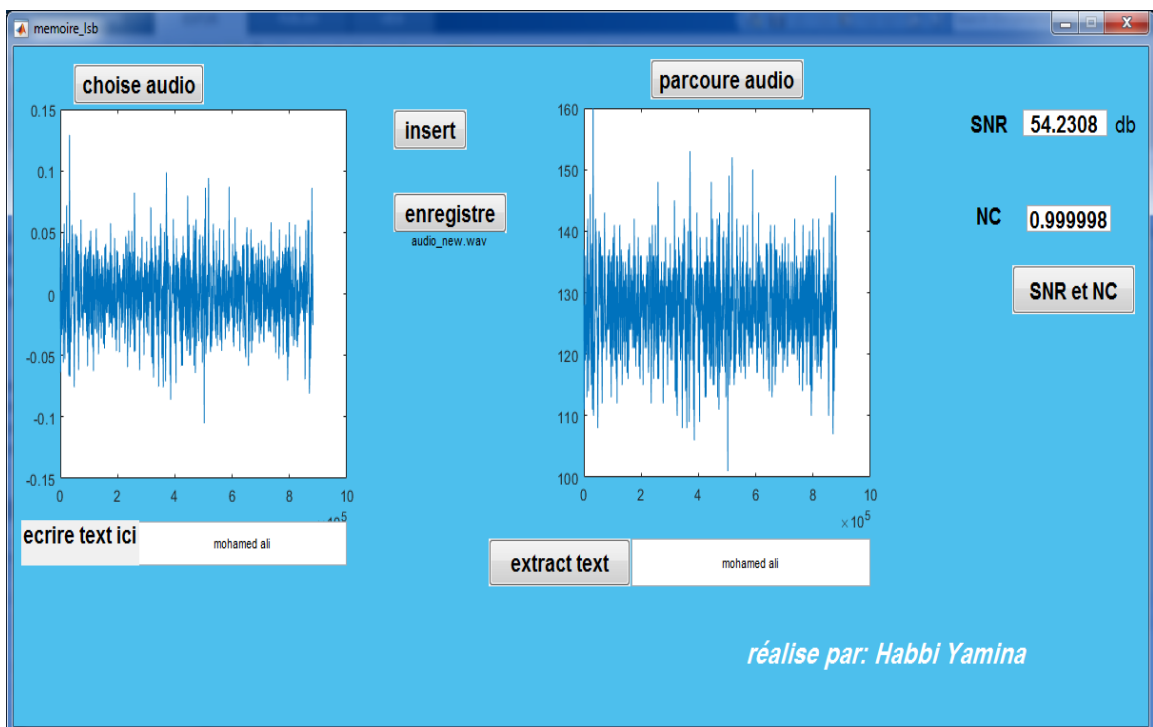 memoire_lsb
choise audio
parcoure audio
0.15
0.1
0.05
0
-0.05
-0.1
-0.15
0 2 4 6 8 10
insert
enregistre
audio_new.wav
160
150
140
130
120
110
100
0 2 4 6 8 10
×10^5
SNR 54.2308 db
NC 0.999998
SNR et NC
ecrire text ici mohamed ali
extract text mohamed ali
réalise par: Habbi Yamina